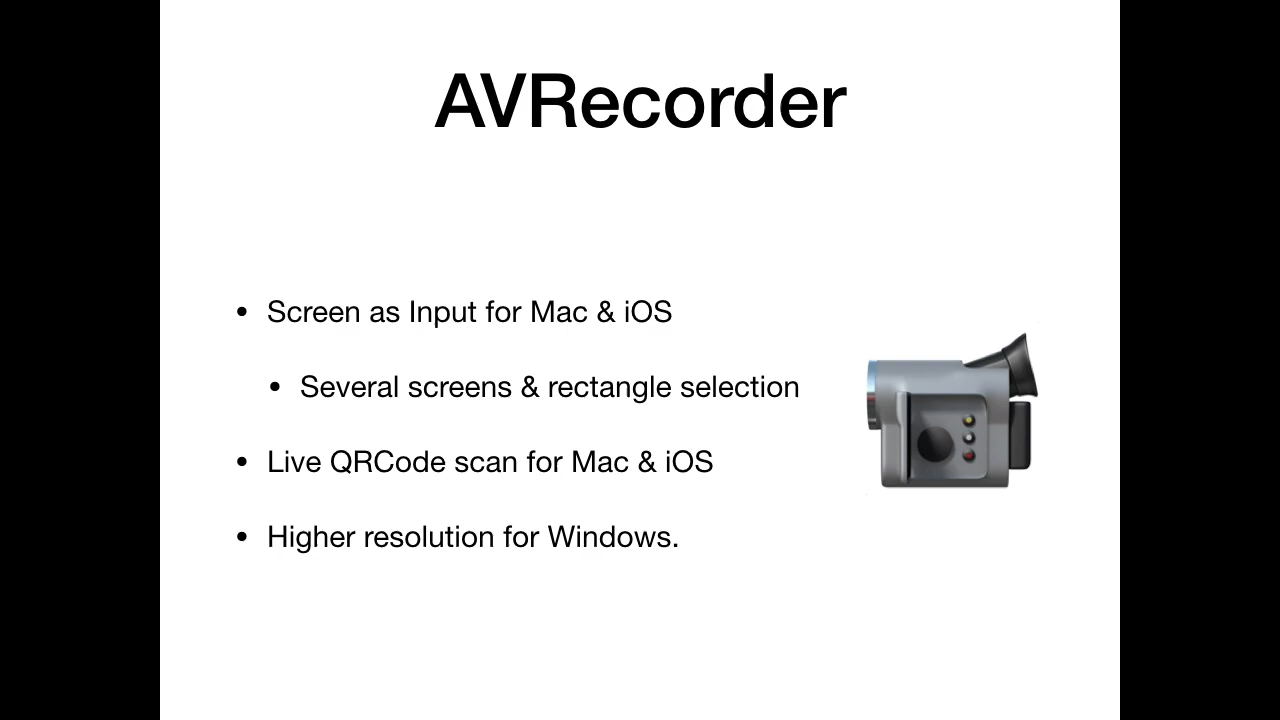 AVRecorder
• Screen as Input for Mac & iOS
• Several screens & rectangle selection
• Live QRCode scan for Mac & iOS
• Higher resolution for Windows.